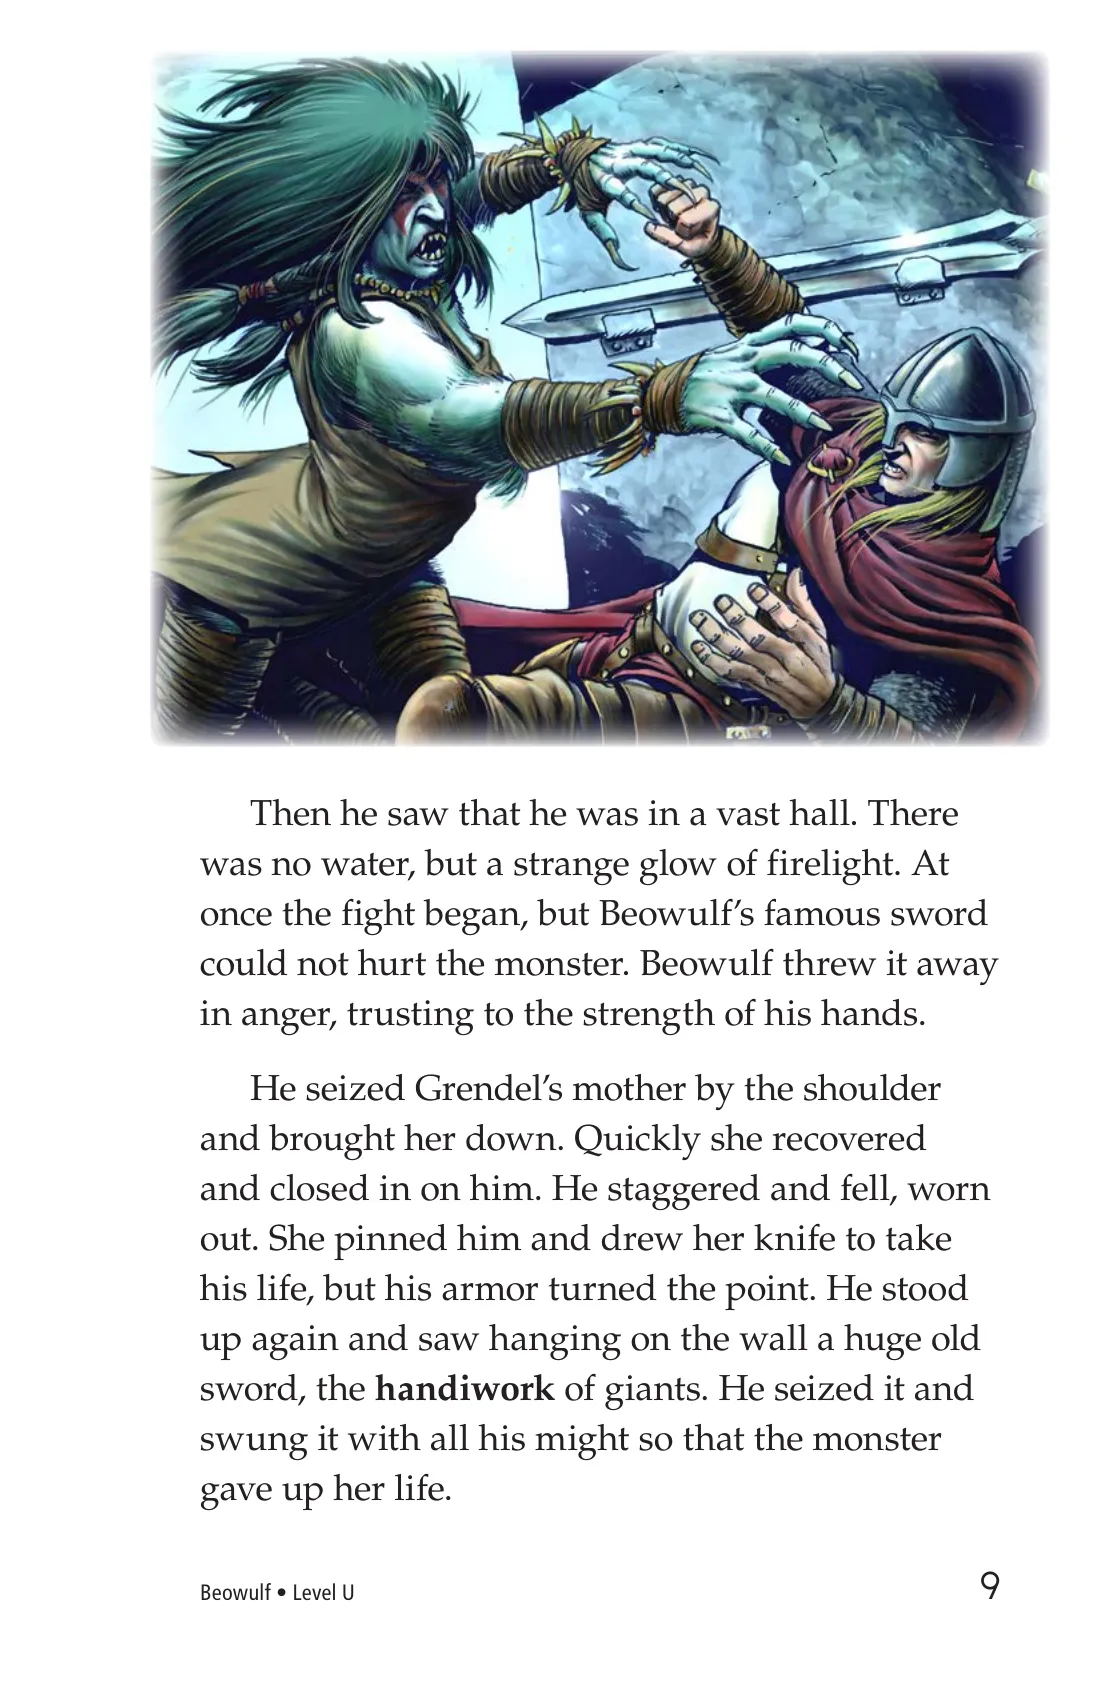 Then he saw that he was in a vast hall. There
was no water, but a strange glow of firelight. At
once the fight began, but Beowulf’s famous sword
could not hurt the monster. Beowulf threw it away
in anger, trusting to the strength of his hands.
He seized Grendel’s mother by the shoulder
and brought her down. Quickly she recovered
and closed in on him. He staggered and fell, worn
out. She pinned him and drew her knife to take
his life, but his armor turned the point. He stood
up again and saw hanging on the wall a huge old
sword, the handiwork of giants. He seized it and
swung it with all his might so that the monster
gave up her life.
Beowulf • Level U
9